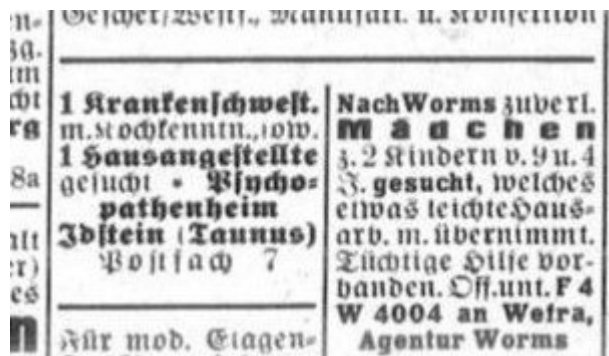 Gescher/Westf., Manufakt. u. Konfektion
1 Krankenschwest.
m. Kochkenntn., sow.
1 Hausangestellte
gesucht • Psycho-
pathenheim
Idstein (Taunus)
Postfach 7
Für mod. Etagen-
Nach Worms zuverl.
Mädchen
z. 2 Kindern v. 9 u. 4
J. gesucht, welches
etwas leichte Haus-
arb. m. übernimmt.
Tüchtige Hilfe vor-
handen. Off. unt. F 4
W 4004 an Wefra,
Agentur Worms